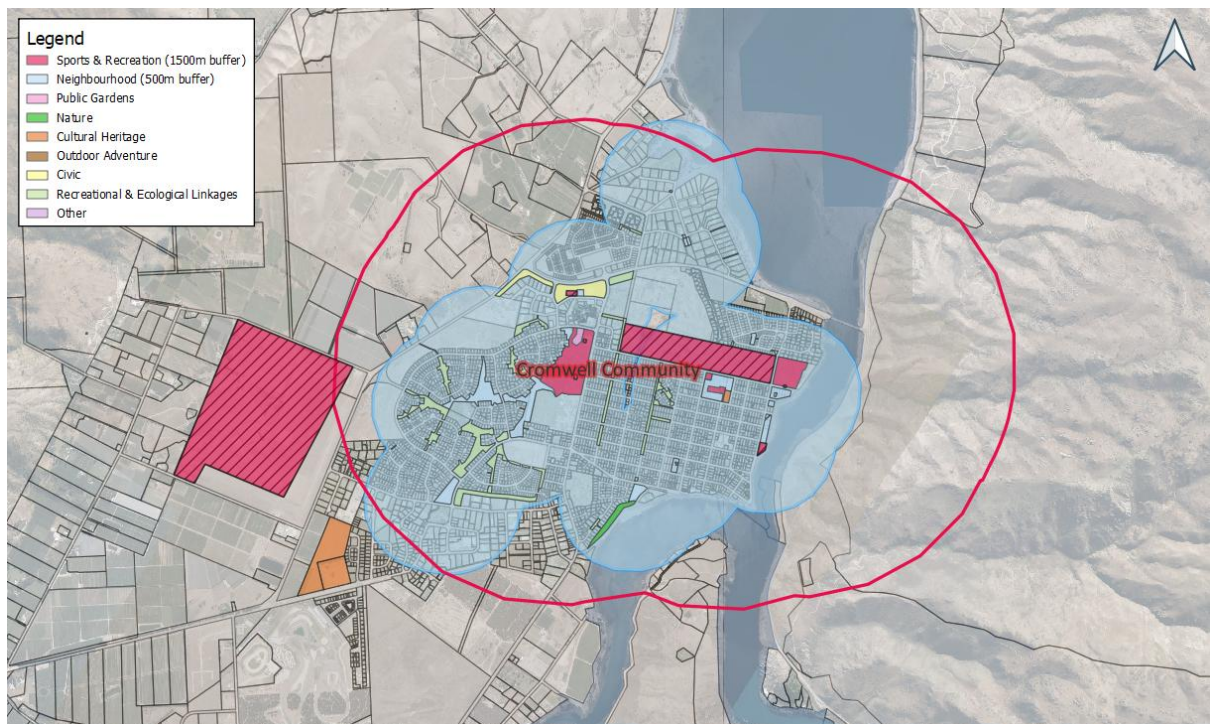 Legend
Sports & Recreation (1500m buffer)
Neighbourhood (500m buffer)
Public Gardens
Nature
Cultural Heritage
Outdoor Adventure
Civic
Recreational & Ecological Linkages
Other
Cromwell Community